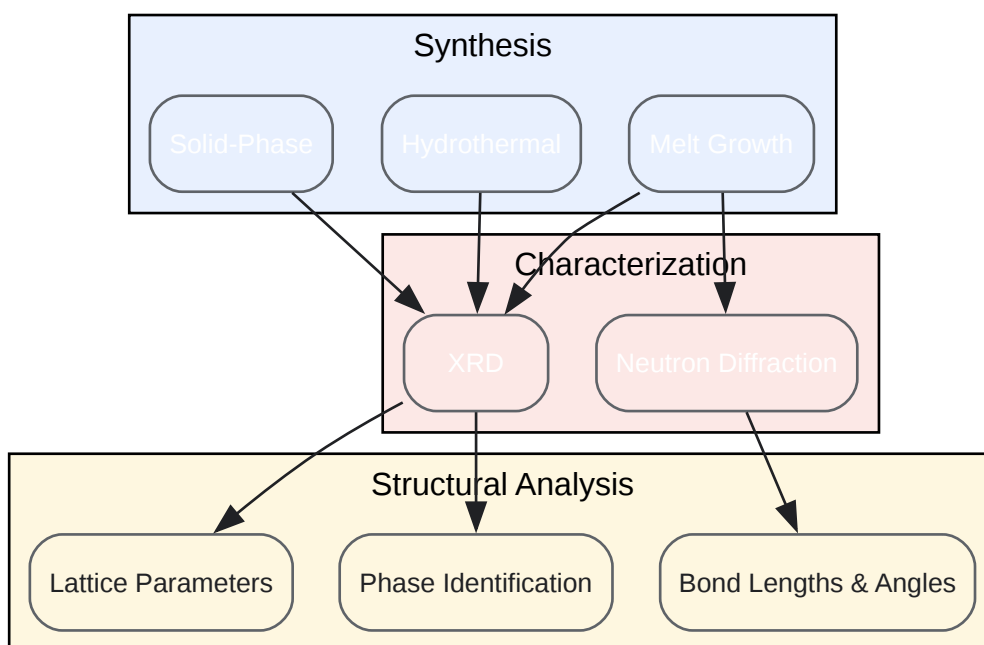 Synthesis
Solid-Phase
Hydrothermal
Melt Growth
Characterization
XRD
Neutron Diffraction
Structural Analysis
Lattice Parameters
Phase Identification
Bond Lengths & Angles